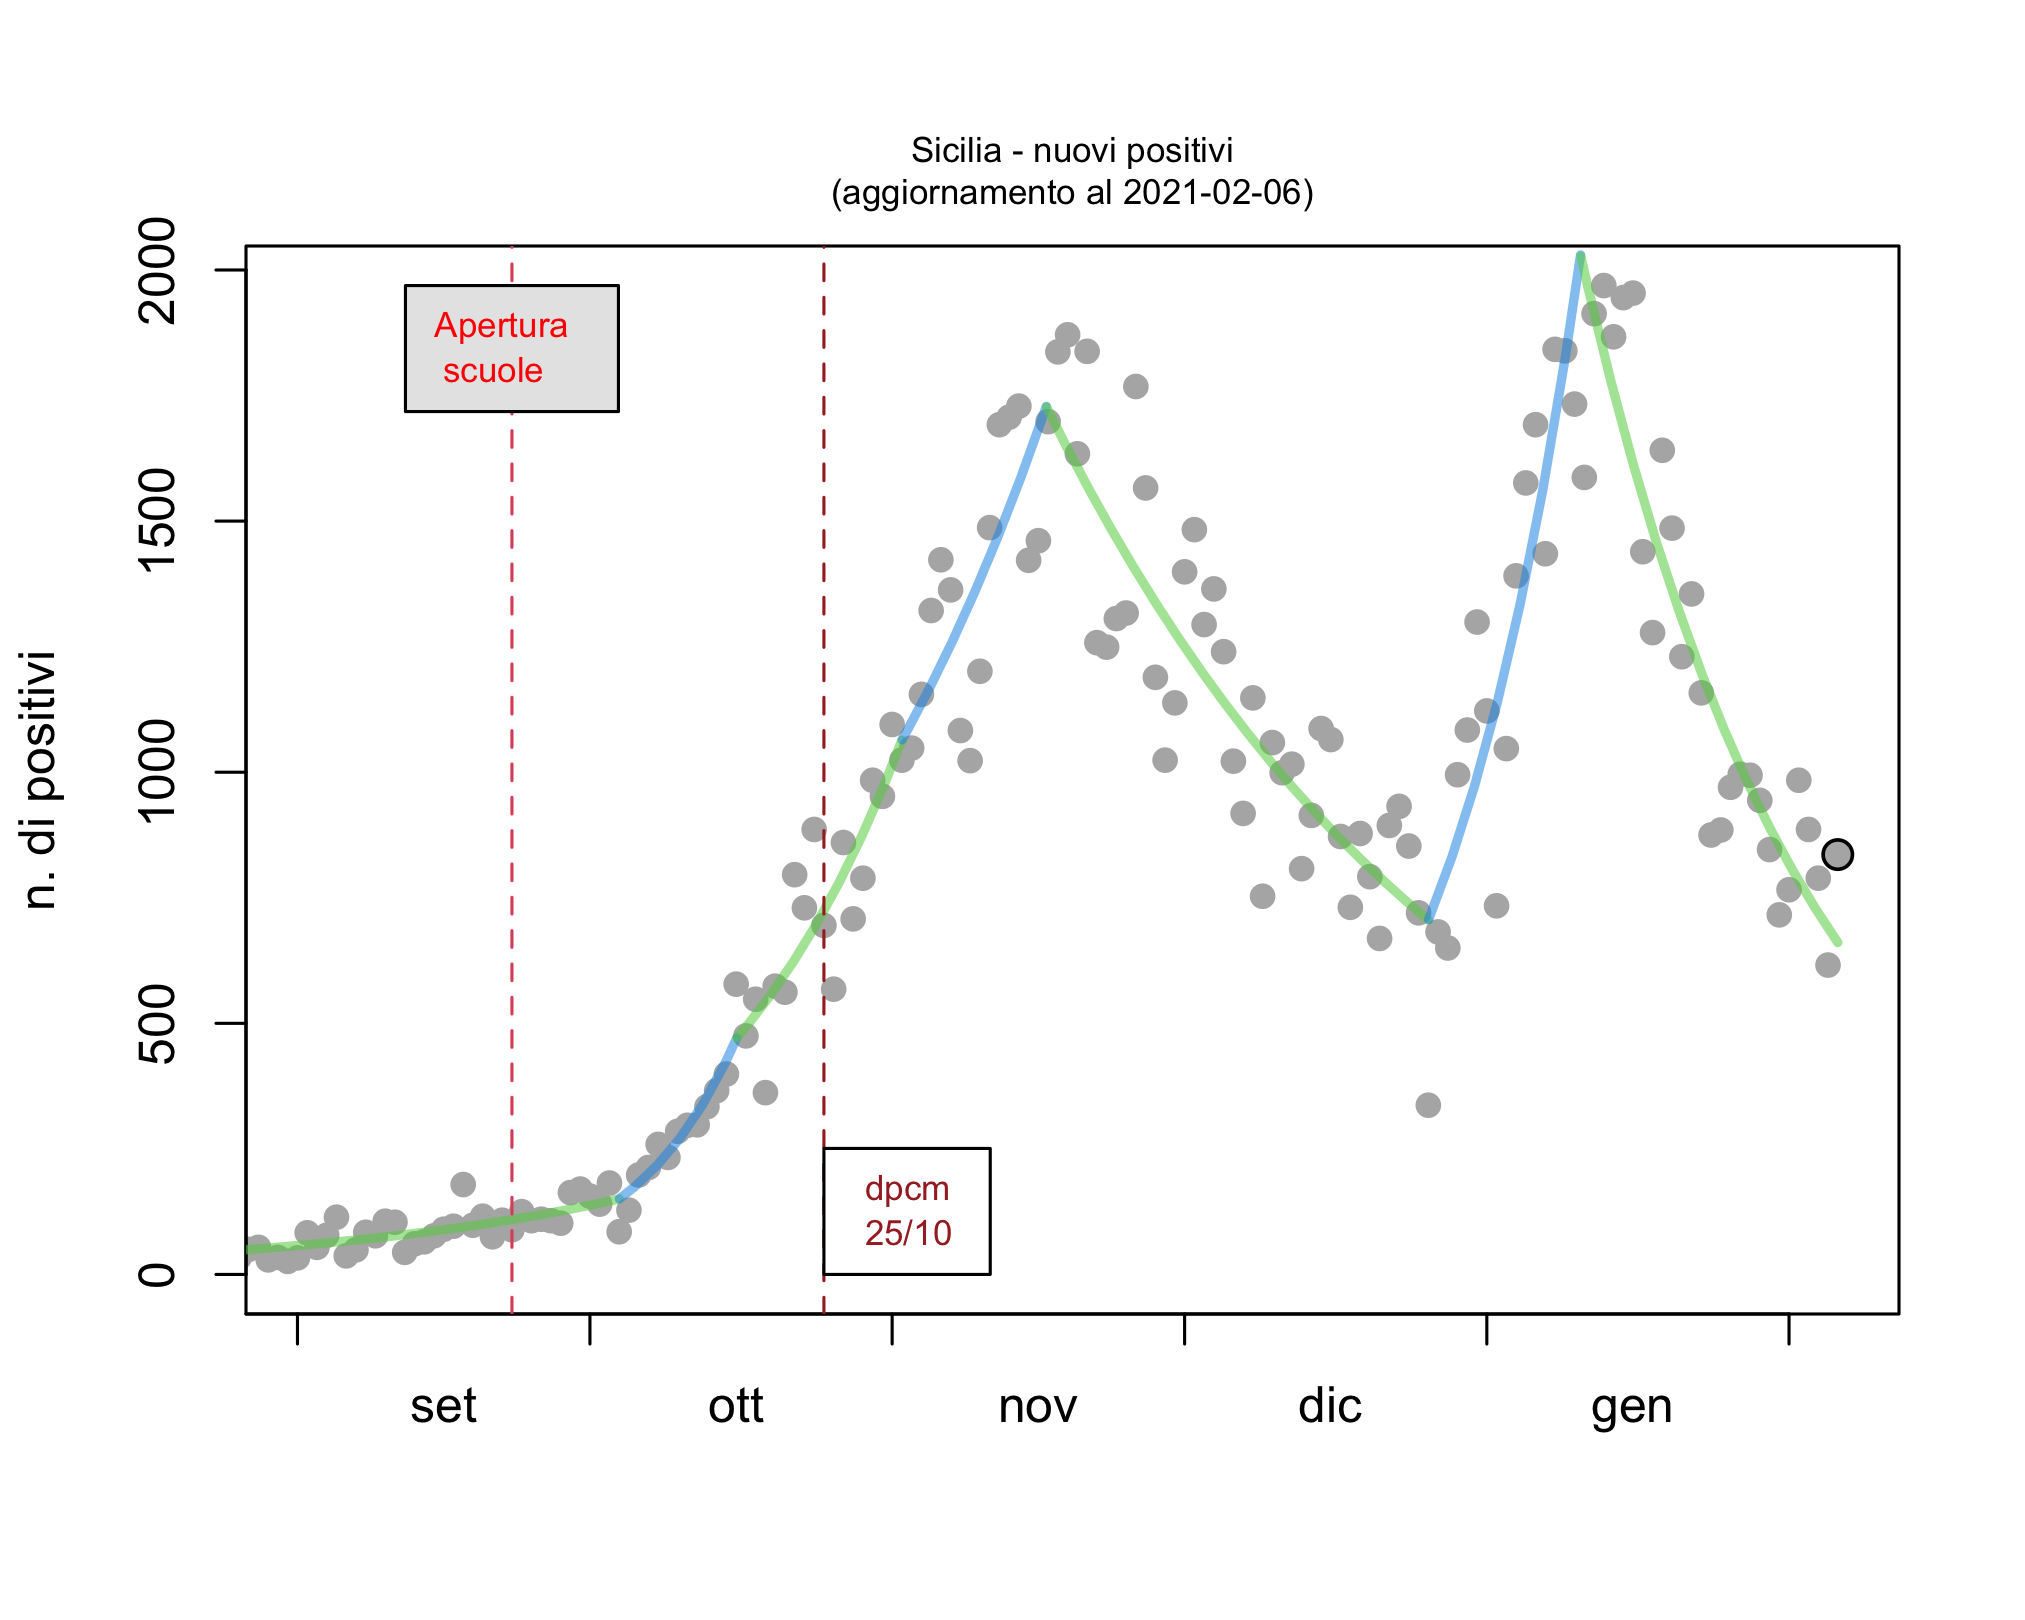 Sicilia - nuovi positivi
(aggiornamento al 2021-02-06)
2000
1500
1000
500
0
n. di positivi
Apertura
scuole
dpcm
25/10
set
ott
nov
dic
gen